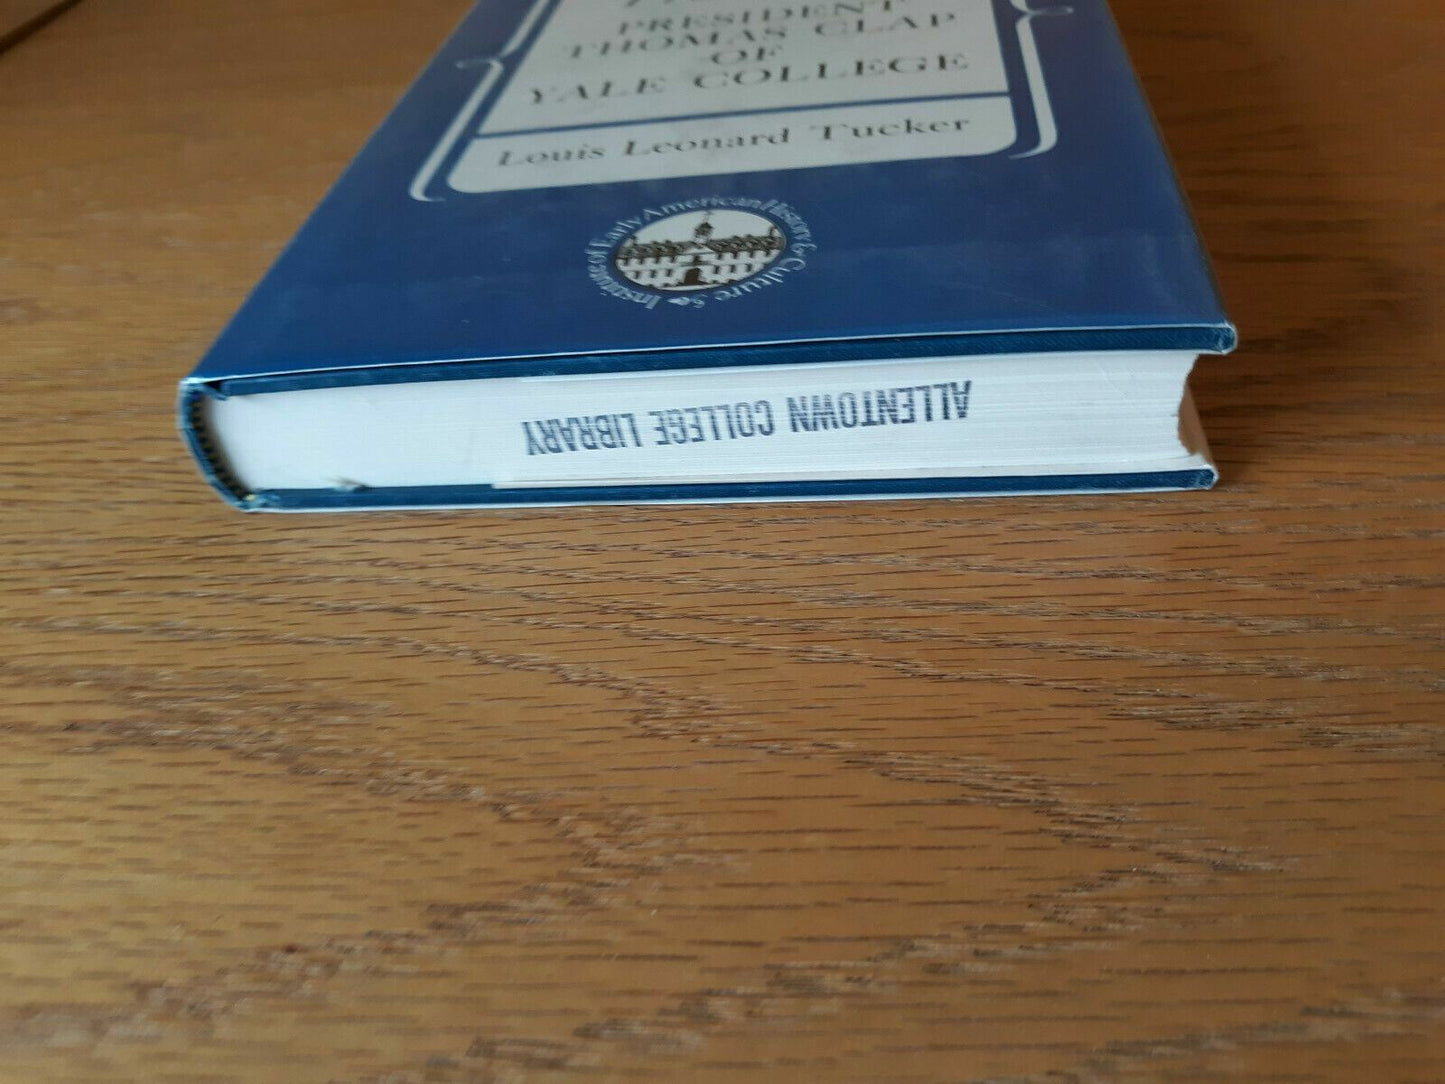 PRESIDENT
THOMAS CLAP
OF
YALE COLLEGE
Louis Leonard Tucker
Institute of Early American History & Culture
ALLENTOWN COLLEGE LIBRARY